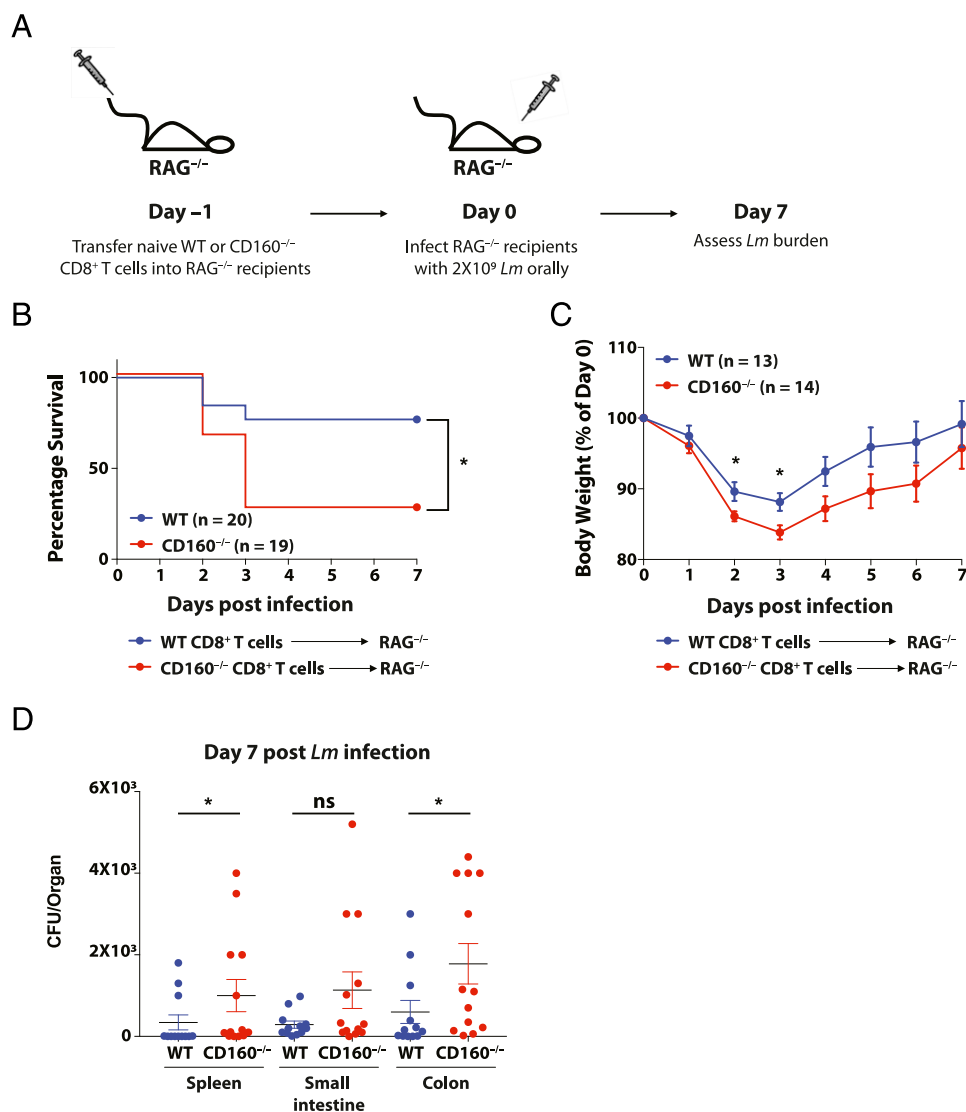 A
RAG⁻/⁻
RAG⁻/⁻
Day –1
Day 0
Day 7
Transfer naive WT or CD160⁻/⁻
CD8⁺ T cells into RAG⁻/⁻ recipients
Infect RAG⁻/⁻ recipients
with 2X10⁹ Lm orally
Assess Lm burden
B
Percentage Survival
100
50
0
0 1 2 3 4 5 6 7
WT (n = 20)
CD160⁻/⁻ (n = 19)
*
Days post infection
WT CD8⁺ T cells RAG⁻/⁻
CD160⁻/⁻ CD8⁺ T cells RAG⁻/⁻
C
Body Weight (% of Day 0)
110
100
90
80
0 1 2 3 4 5 6 7
WT (n = 13)
CD160⁻/⁻ (n = 14)
* *
Days post infection
WT CD8⁺ T cells RAG⁻/⁻
CD160⁻/⁻ CD8⁺ T cells RAG⁻/⁻
D
Day 7 post Lm infection
CFU/Organ
6X10³
4X10³
2X10³
0
* ns *
WT CD160⁻/⁻ WT CD160⁻/⁻ WT CD160⁻/⁻
Spleen Small Colon
intestine